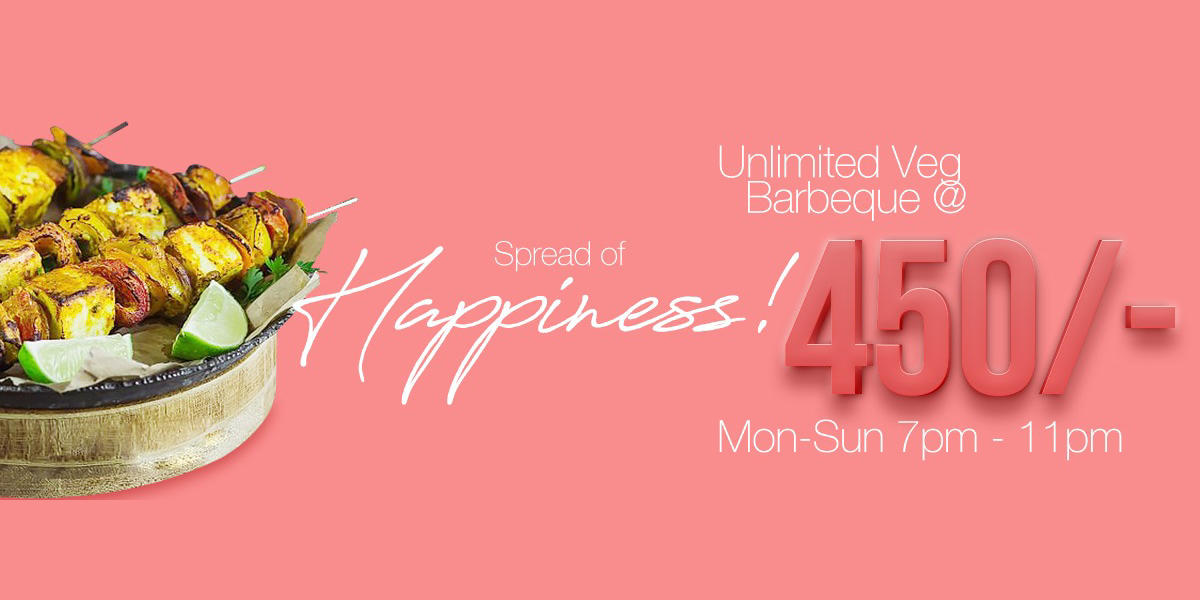 Spread of
Happiness!
Unlimited Veg
Barbeque @
450/-
Mon-Sun 7pm - 11pm